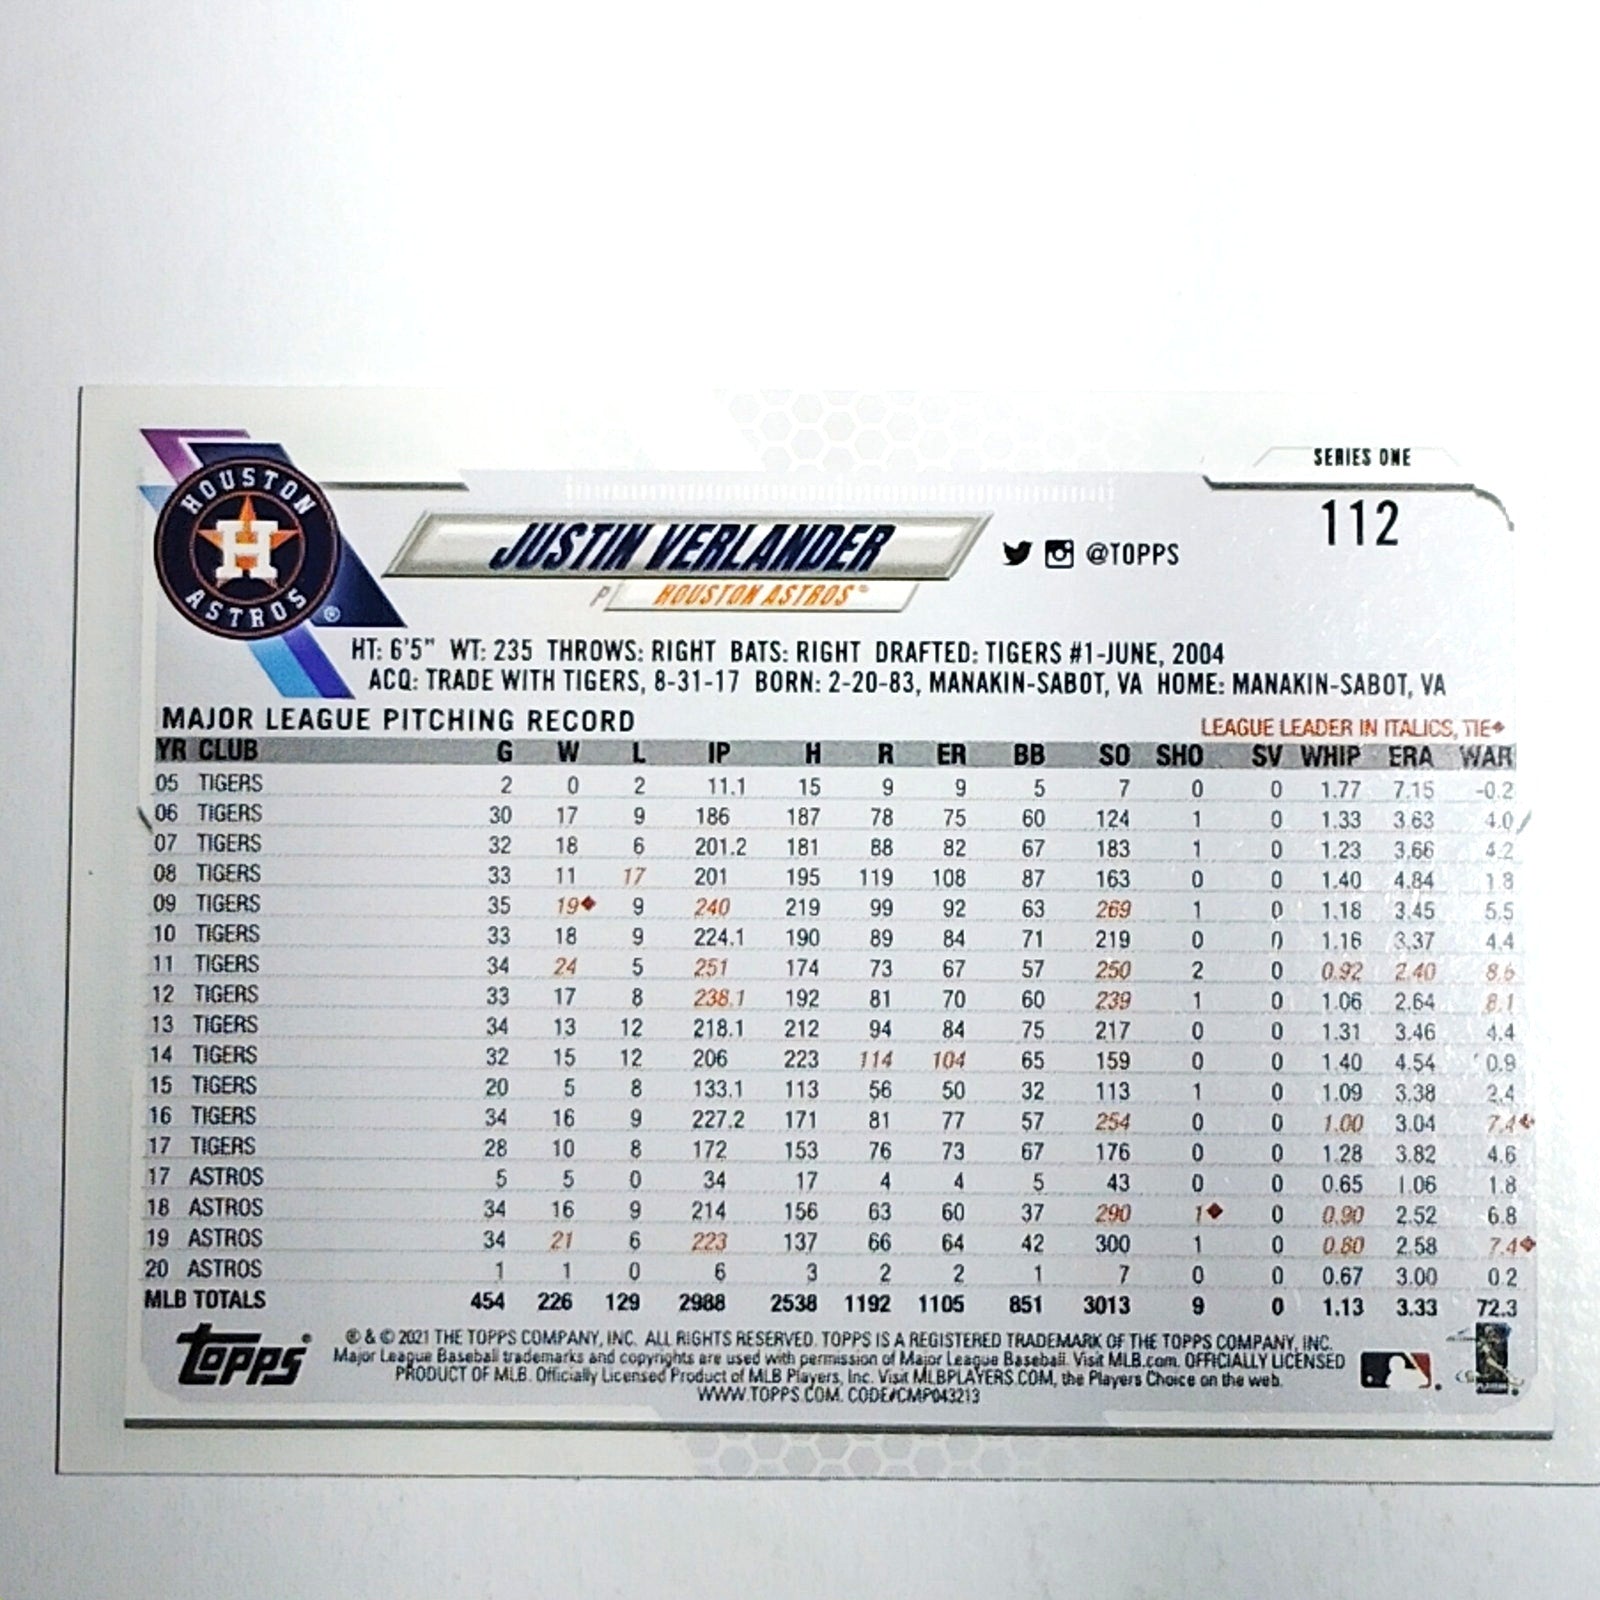 SERIES ONE
112
HOUSTON ASTROS ®
JUSTIN VERLANDER
@TOPPS
P HOUSTON ASTROS
HT: 6'5" WT: 235 THROWS: RIGHT BATS: RIGHT DRAFTED: TIGERS #1-JUNE, 2004
ACQ: TRADE WITH TIGERS, 8-31-17 BORN: 2-20-83, MANAKIN-SABOT, VA HOME: MANAKIN-SABOT, VA
MAJOR LEAGUE PITCHING RECORD LEAGUE LEADER IN ITALICS, TIE◆
YR CLUB G W L IP H R ER BB SO SHO SV WHIP ERA WAR
05 TIGERS 2 0 2 11.1 15 9 9 5 7 0 0 1.77 7.15 -0.2
06 TIGERS 30 17 9 186 187 78 75 60 124 1 0 1.33 3.63 4.0
07 TIGERS 32 18 6 201.2 181 88 82 67 183 1 0 1.23 3.66 4.2
08 TIGERS 33 11 17 201 195 119 108 87 163 0 0 1.40 4.84 1.8
09 TIGERS 35 19◆ 9 240 219 99 92 63 269 1 0 1.18 3.45 5.5
10 TIGERS 33 18 9 224.1 190 89 84 71 219 0 0 1.16 3.37 4.4
11 TIGERS 34 24 5 251 174 73 67 57 250 2 0 0.92 2.40 8.6
12 TIGERS 33 17 8 238.1 192 81 70 60 239 1 0 1.06 2.64 8.1
13 TIGERS 34 13 12 218.1 212 94 84 75 217 0 0 1.31 3.46 4.4
14 TIGERS 32 15 12 206 223 114 104 65 159 0 0 1.40 4.54 0.9
15 TIGERS 20 5 8 133.1 113 56 50 32 113 1 0 1.09 3.38 2.4
16 TIGERS 34 16 9 227.2 171 81 77 57 254 0 0 1.00 3.04 7.4◆
17 TIGERS 28 10 8 172 153 76 73 67 176 0 0 1.28 3.82 4.6
17 ASTROS 5 5 0 34 17 4 4 5 43 0 0 0.65 1.06 1.8
18 ASTROS 34 16 9 214 156 63 60 37 290 1◆ 0 0.90 2.52 6.8
19 ASTROS 34 21 6 223 137 66 64 42 300 1 0 0.80 2.58 7.4◆
20 ASTROS 1 1 0 6 3 2 2 1 7 0 0 0.67 3.00 0.2
MLB TOTALS 454 226 129 2988 2538 1192 1105 851 3013 9 0 1.13 3.33 72.3
Topps ®
® & © 2021 THE TOPPS COMPANY, INC. ALL RIGHTS RESERVED. TOPPS IS A REGISTERED TRADEMARK OF THE TOPPS COMPANY, INC.
Major League Baseball trademarks and copyrights are used with permission of Major League Baseball. Visit MLB.com. OFFICIALLY LICENSED
PRODUCT OF MLB. Officially Licensed Product of MLB Players, Inc. Visit MLBPLAYERS.COM, the Players Choice on the web.
WWW.TOPPS.COM. CODE#CMP043213